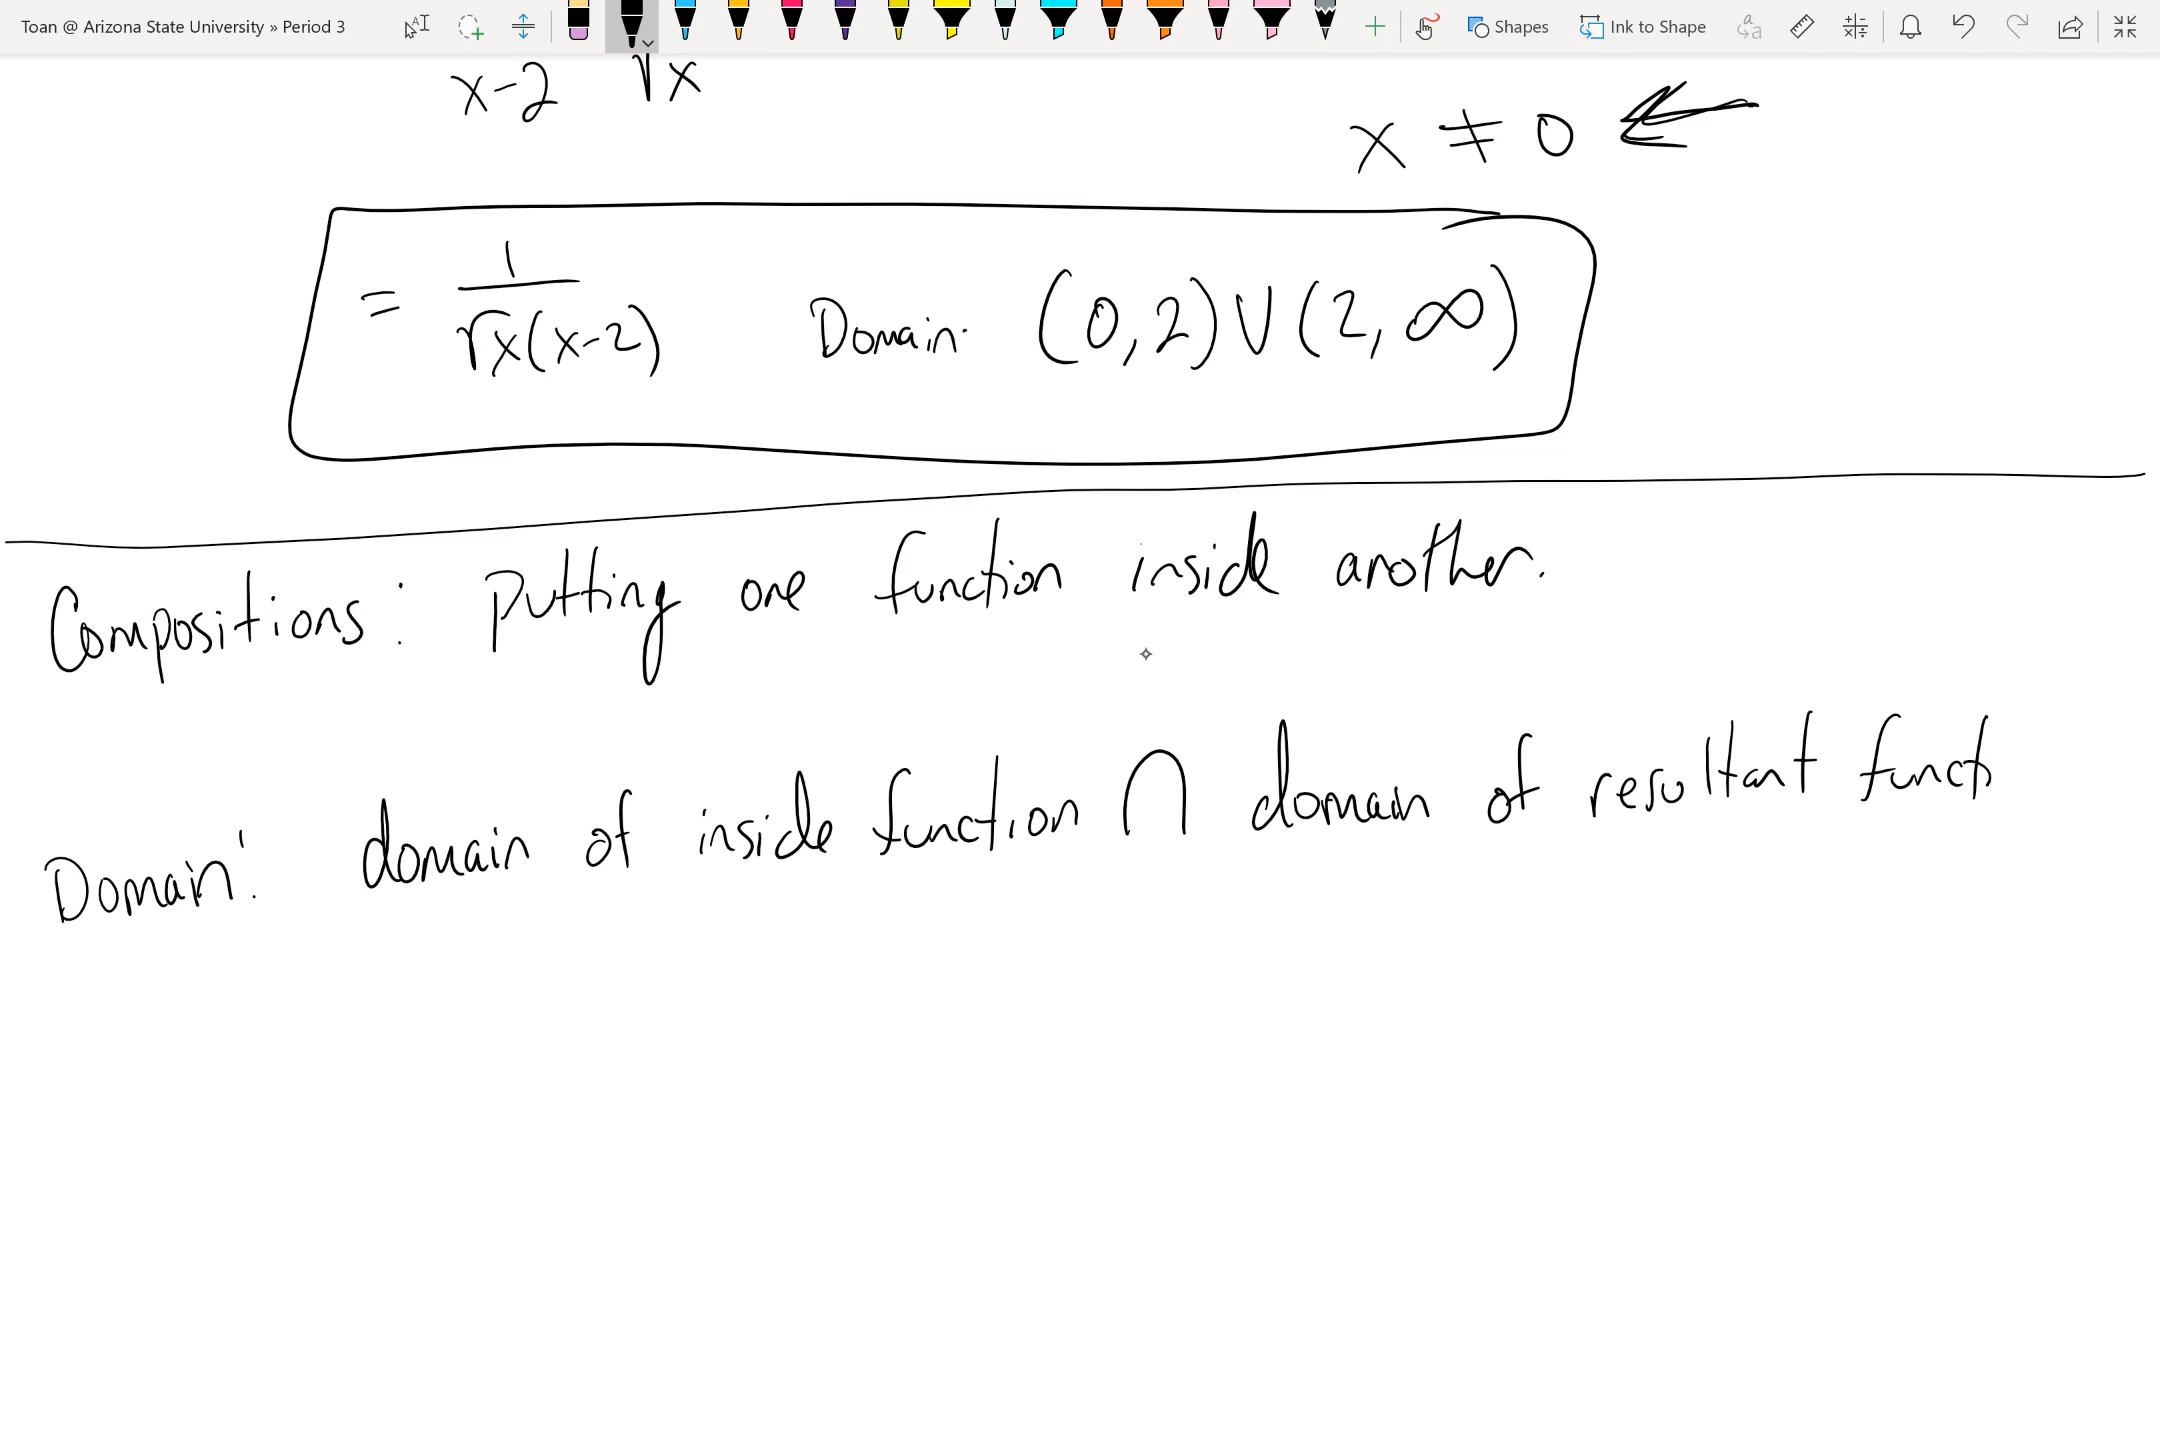 Toan @ Arizona State University » Period 3
Shapes
Ink to Shape
x-2 √x
x ≠ 0
= 1/√x(x-2) Domain: (0,2)∪(2,∞)
Compositions: Putting one function inside another.
Domain: domain of inside function ∩ domain of resultant functi